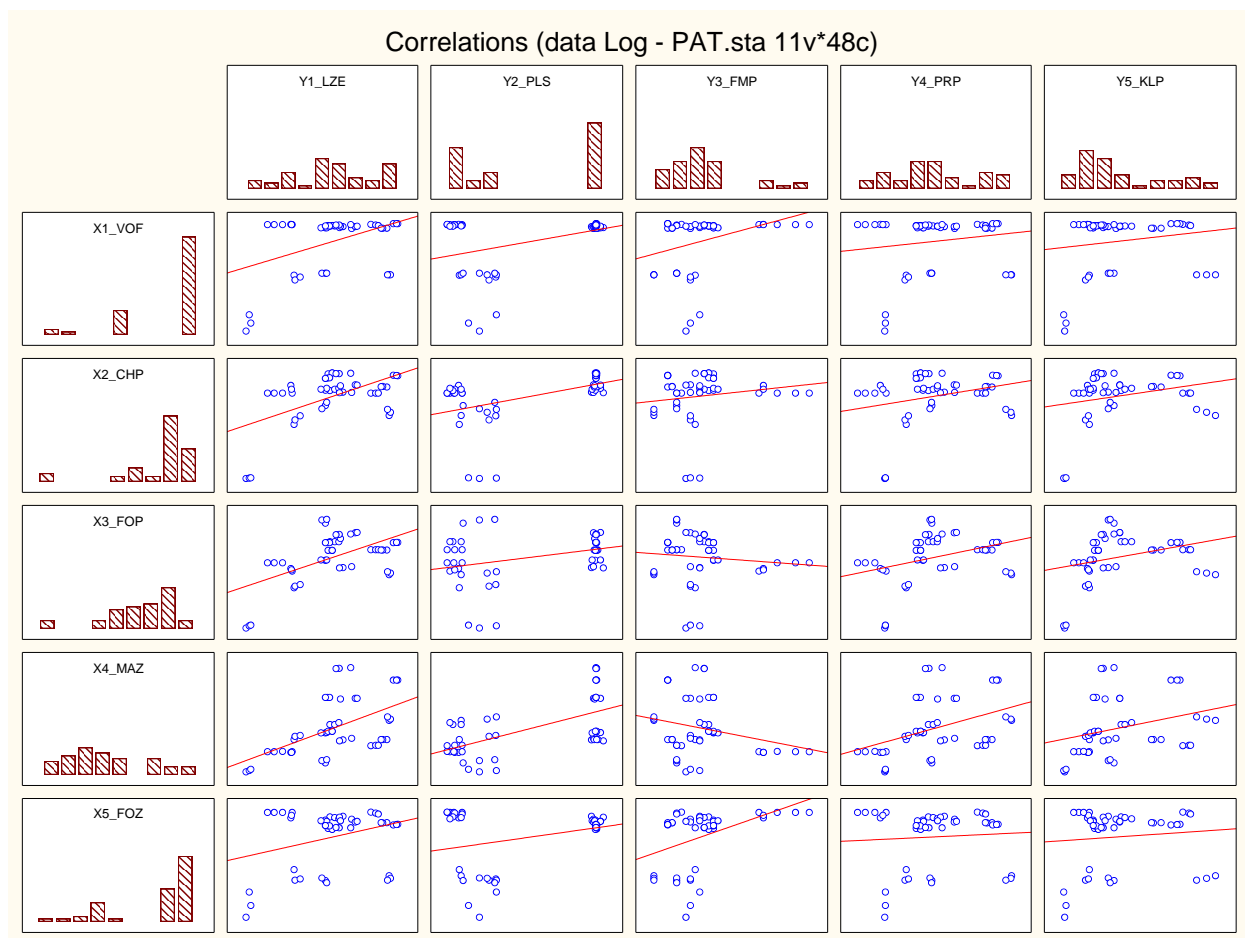 Correlations (data Log - PAT.sta 11v*48c)
Y1_LZE
Y2_PLS
Y3_FMP
Y4_PRP
Y5_KLP
X1_VOF
X2_CHP
X3_FOP
X4_MAZ
X5_FOZ